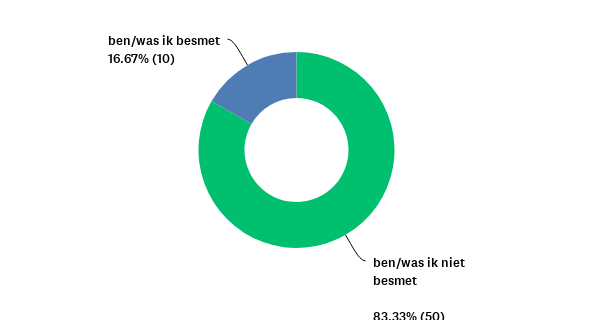 ben/was ik besmet
16.67% (10)
ben/was ik niet
besmet
83.33% (50)